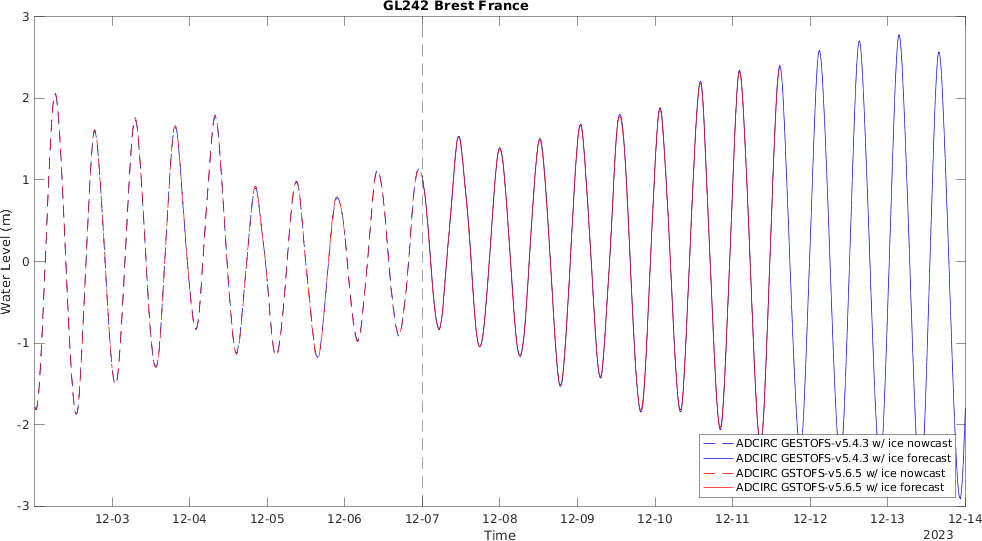 GL242 Brest France
3
2
1
0
-1
-2
-3
Water Level (m)
ADCIRC GESTOFS-v5.4.3 w/ ice nowcast
ADCIRC GESTOFS-v5.4.3 w/ ice forecast
ADCIRC GSTOFS-v5.6.5 w/ ice nowcast
ADCIRC GSTOFS-v5.6.5 w/ ice forecast
12-03 12-04 12-05 12-06 12-07 12-08 12-09 12-10 12-11 12-12 12-13 12-14
Time
2023